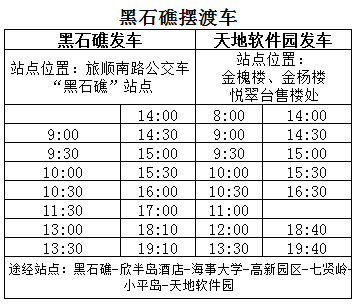 黑石礁摆渡车
黑石礁发车 天地软件园发车
站点位置：旅顺南路公交车
“黑石礁”站点
站点位置：
金槐楼、金杨楼
悦翠台售楼处
14:00 8:00 14:00
9:00 14:30 9:00 14:30
9:30 15:00 9:30 15:00
10:00 15:30 10:00 15:30
10:30 16:00 10:30 16:30
11:30 17:00 11:00
13:00 18:10 12:00 18:40
13:30 19:10 13:30 19:40
途经站点：黑石礁-欣半岛酒店-海事大学-高新园区-七贤岭-
小平岛-天地软件园